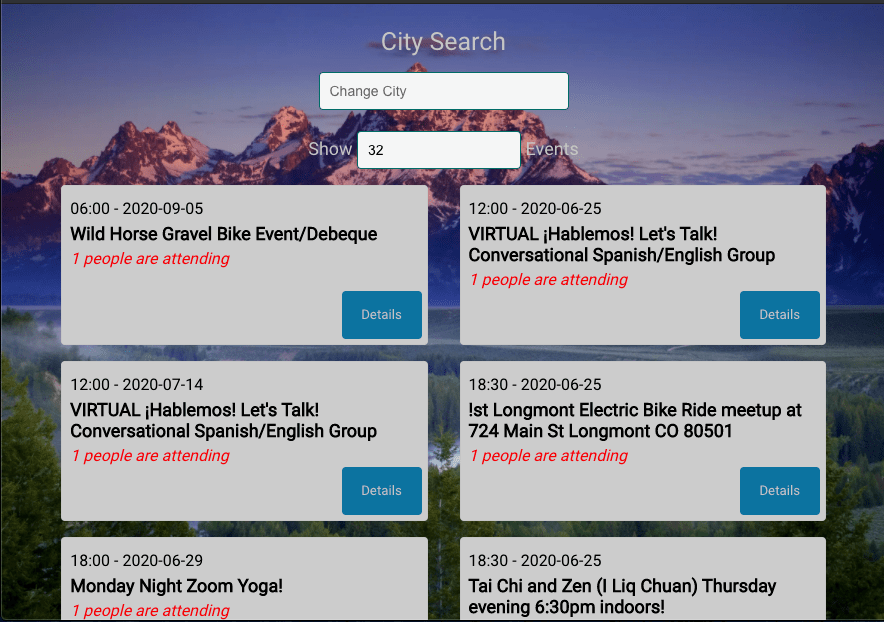 City Search
Change City
Show 32 Events
06:00 - 2020-09-05
Wild Horse Gravel Bike Event/Debeque
1 people are attending
Details
12:00 - 2020-06-25
VIRTUAL ¡Hablemos! Let's Talk!
Conversational Spanish/English Group
1 people are attending
Details
12:00 - 2020-07-14
VIRTUAL ¡Hablemos! Let's Talk!
Conversational Spanish/English Group
1 people are attending
Details
18:30 - 2020-06-25
!st Longmont Electric Bike Ride meetup at
724 Main St Longmont CO 80501
1 people are attending
Details
18:00 - 2020-06-29
Monday Night Zoom Yoga!
1 people are attending
18:30 - 2020-06-25
Tai Chi and Zen (I Liq Chuan) Thursday
evening 6:30pm indoors!